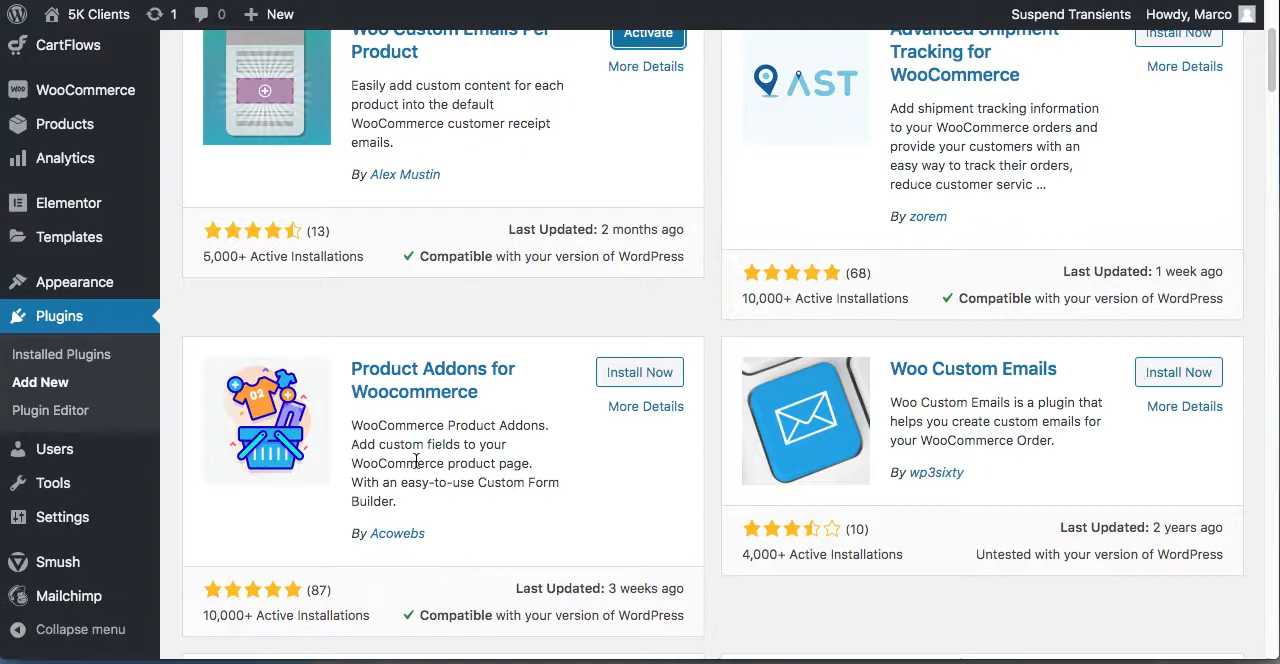 5K Clients
1
0
New
Suspend Transients
Howdy, Marco
CartFlows
WooCommerce
Products
Analytics
Elementor
Templates
Appearance
Plugins
Installed Plugins
Add New
Plugin Editor
Users
Tools
Settings
Smush
Mailchimp
Collapse menu
Woo Custom Emails Per
Product
Activate
More Details
Easily add custom content for each
product into the default
WooCommerce customer receipt
emails.
By Alex Mustin
(13)
5,000+ Active Installations
Last Updated: 2 months ago
Compatible with your version of WordPress
AST
Advanced Shipment
Tracking for
WooCommerce
Install Now
More Details
Add shipment tracking information
to your WooCommerce orders and
provide your customers with an
easy way to track their orders,
reduce customer servic ...
By zorem
(68)
10,000+ Active Installations
Last Updated: 1 week ago
Compatible with your version of WordPress
02
Product Addons for
Woocommerce
Install Now
More Details
WooCommerce Product Addons.
Add custom fields to your
WooCommerce product page.
With an easy-to-use Custom Form
Builder.
By Acowebs
(87)
10,000+ Active Installations
Last Updated: 3 weeks ago
Compatible with your version of WordPress
Woo Custom Emails
Install Now
More Details
Woo Custom Emails is a plugin that
helps you create custom emails for
your WooCommerce Order.
By wp3sixty
(10)
4,000+ Active Installations
Last Updated: 2 years ago
Untested with your version of WordPress